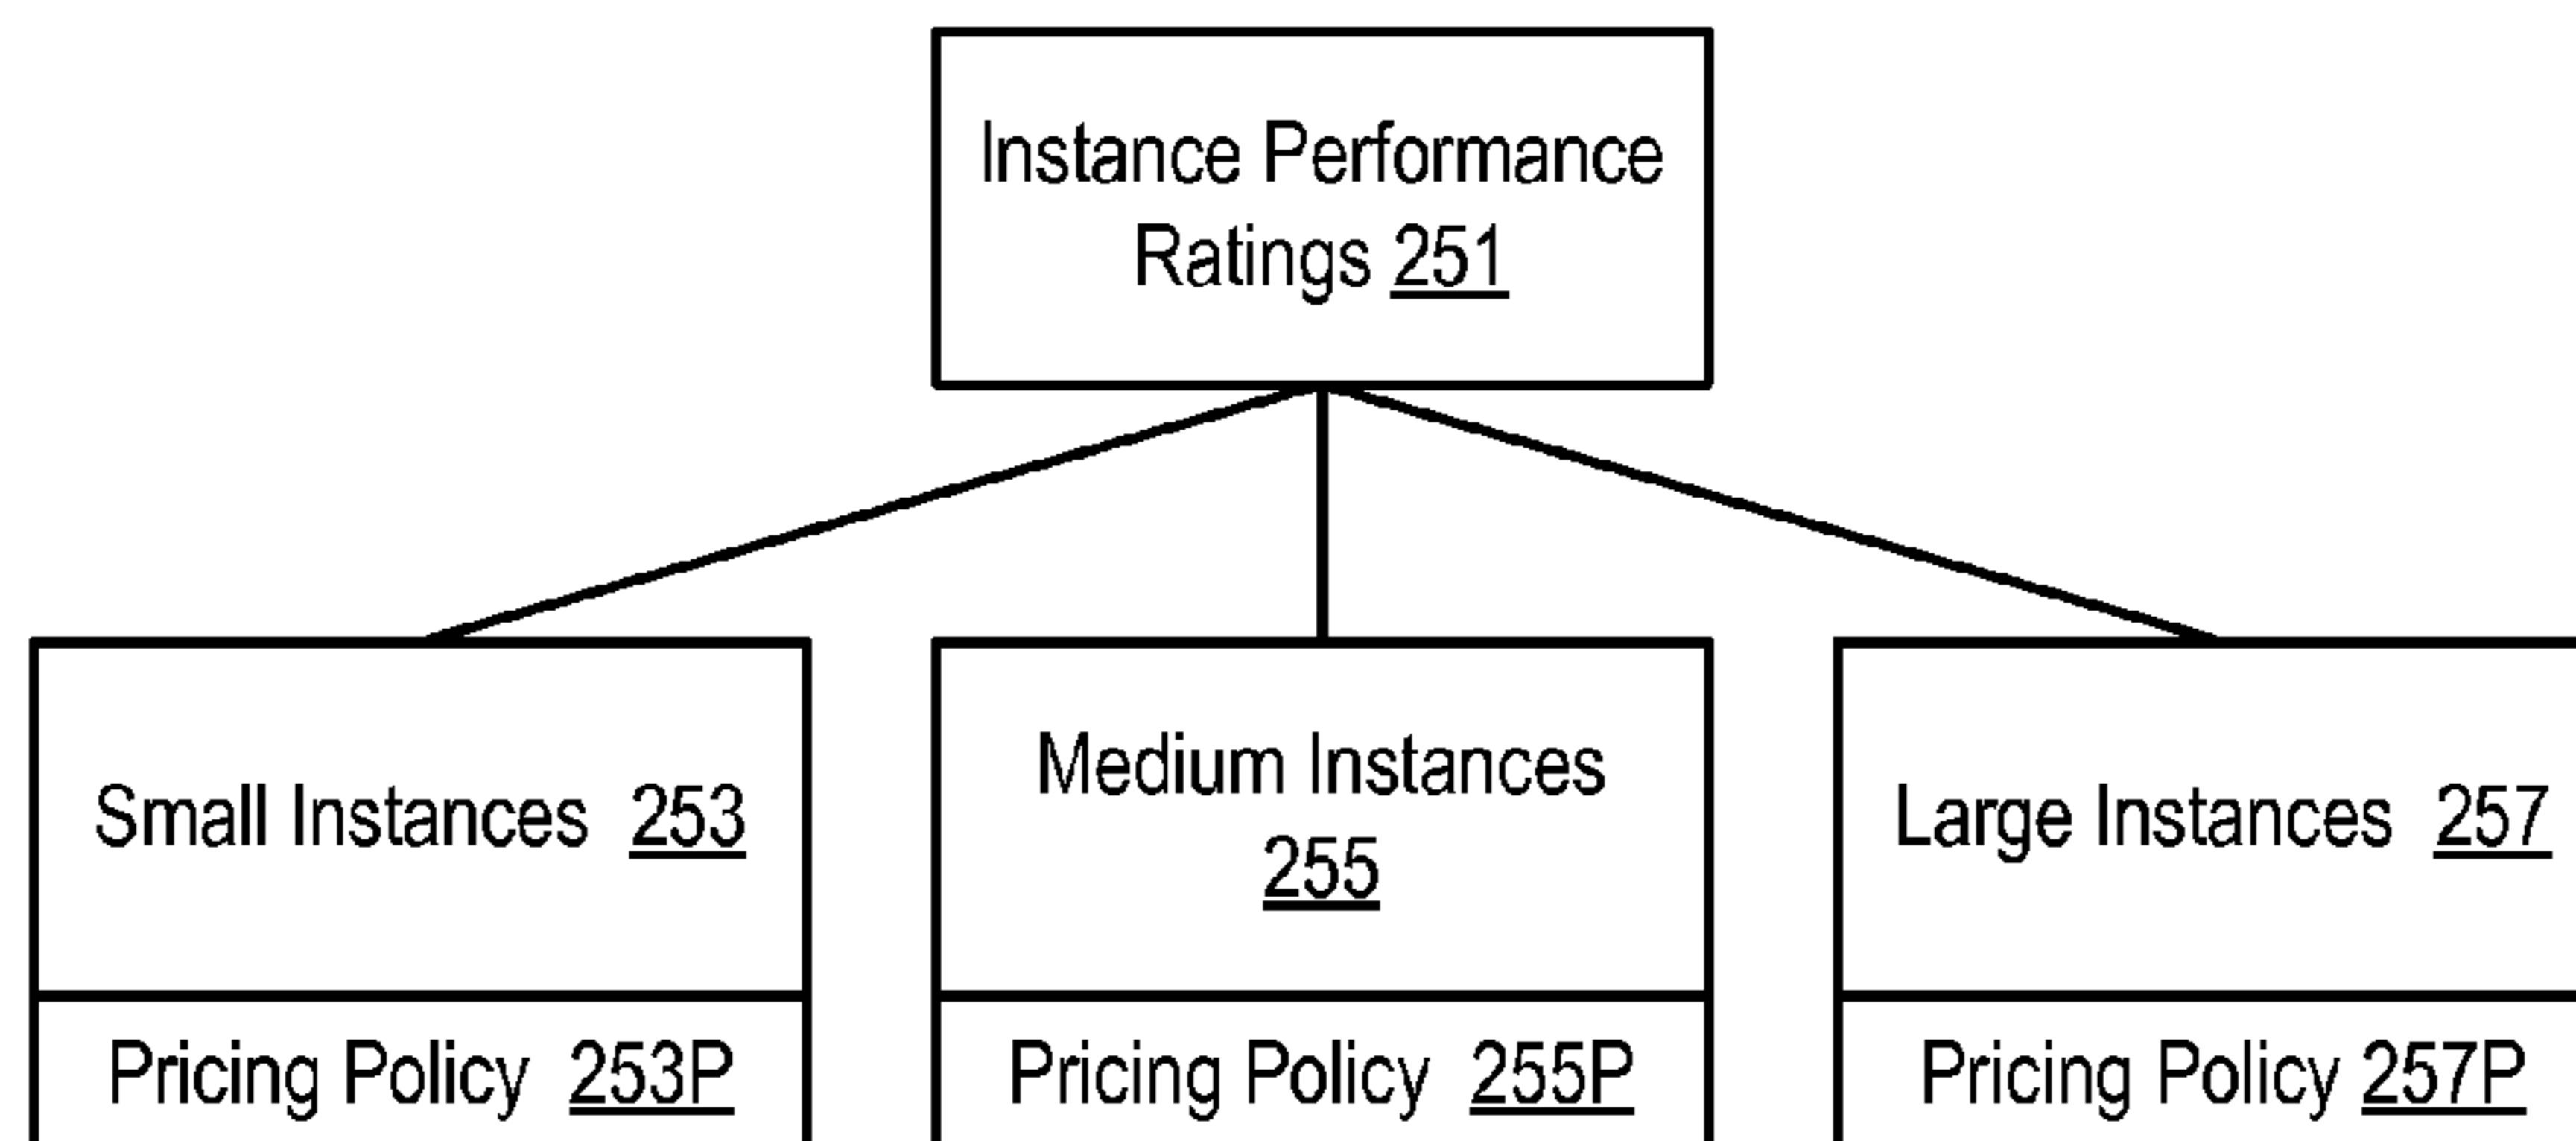 Instance Performance
Ratings 251
Small Instances 253
Medium Instances
255
Large Instances 257
Pricing Policy 253P
Pricing Policy 255P
Pricing Policy 257P